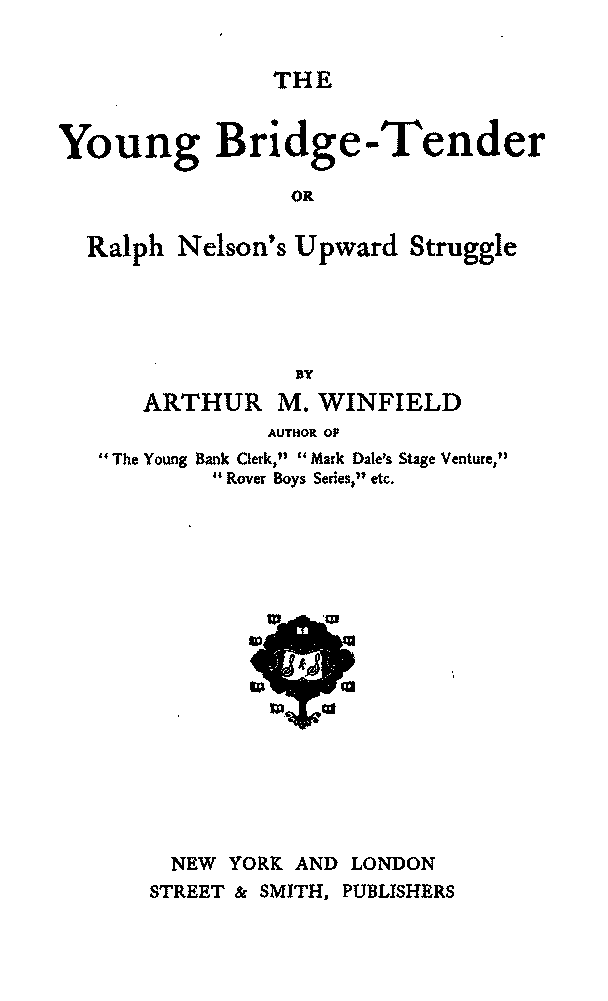 THE
Young Bridge-Tender
OR
Ralph Nelson's Upward Struggle
BY
ARTHUR M. WINFIELD
AUTHOR OF
"The Young Bank Clerk," "Mark Dale's Stage Venture,"
"Rover Boys Series," etc.
S & S
NEW YORK AND LONDON
STREET & SMITH, PUBLISHERS